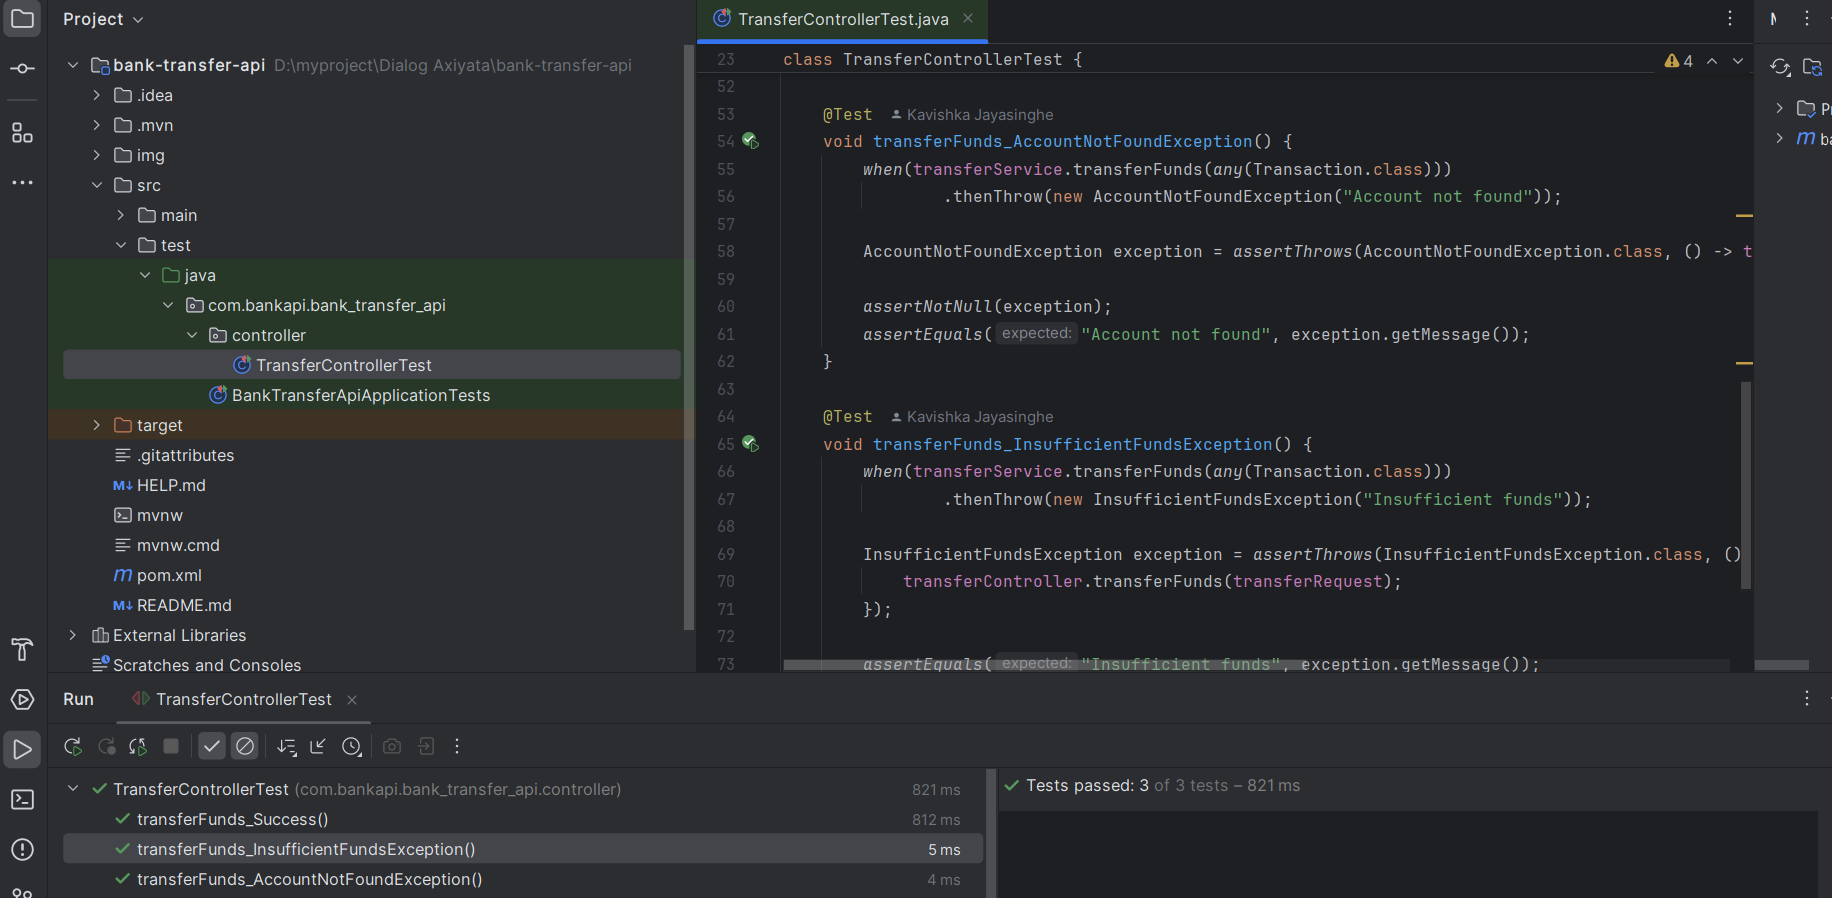 Project
bank-transfer-api D:\myproject\Dialog Axiyata\bank-transfer-api
.idea
.mvn
img
src
main
test
java
com.bankapi.bank_transfer_api
controller
TransferControllerTest
BankTransferApiApplicationTests
target
.gitattributes
M↓ HELP.md
mvnw
mvnw.cmd
m pom.xml
M↓ README.md
External Libraries
Scratches and Consoles
TransferControllerTest.java
23 class TransferControllerTest {
4
52
53 @Test Kavishka Jayasinghe
54 void transferFunds_AccountNotFoundException() {
55 when(transferService.transferFunds(any(Transaction.class)))
56 .thenThrow(new AccountNotFoundException("Account not found"));
57
58 AccountNotFoundException exception = assertThrows(AccountNotFoundException.class, () -> t
59
60 assertNotNull(exception);
61 assertEquals( expected: "Account not found", exception.getMessage());
62 }
63
64 @Test Kavishka Jayasinghe
65 void transferFunds_InsufficientFundsException() {
66 when(transferService.transferFunds(any(Transaction.class)))
67 .thenThrow(new InsufficientFundsException("Insufficient funds"));
68
69 InsufficientFundsException exception = assertThrows(InsufficientFundsException.class, ()
70 transferController.transferFunds(transferRequest);
71 });
72
73 assertEquals( expected: "Insufficient funds", exception.getMessage());
m
Run TransferControllerTest
TransferControllerTest (com.bankapi.bank_transfer_api.controller) 821 ms
transferFunds_Success() 812 ms
transferFunds_InsufficientFundsException() 5 ms
transferFunds_AccountNotFoundException() 4 ms
Tests passed: 3 of 3 tests – 821 ms